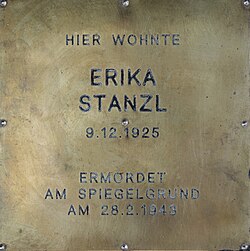 HIER WOHNTE
ERIKA
STANZL
9.12.1925
ERMORDET
AM SPIEGELGRUND
AM 28.2.1943